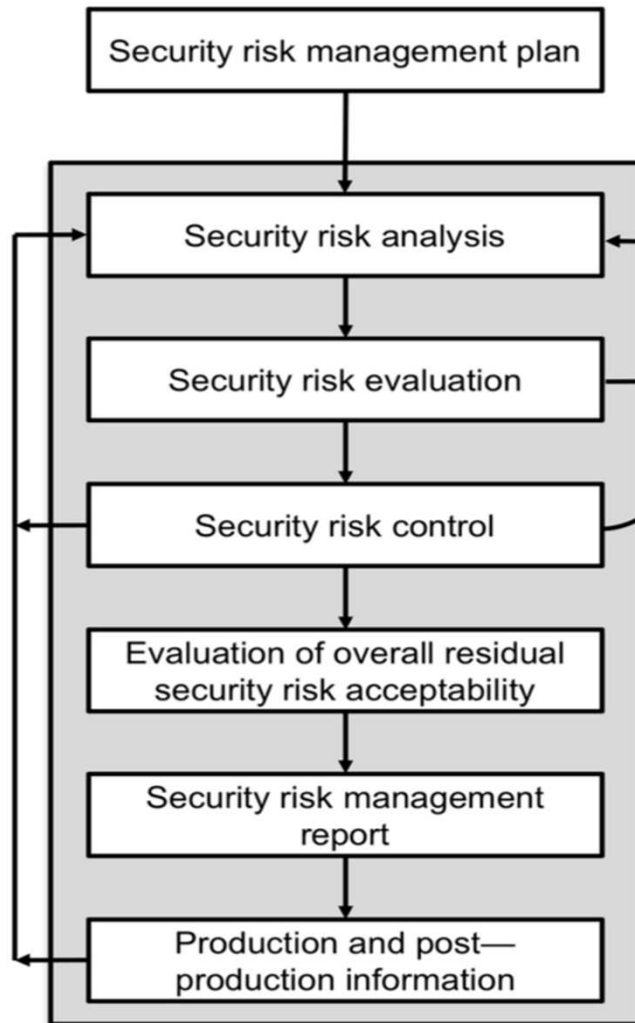 Security risk management plan
Security risk analysis
Security risk evaluation
Security risk control
Evaluation of overall residual
security risk acceptability
Security risk management
report
Production and post—
production information